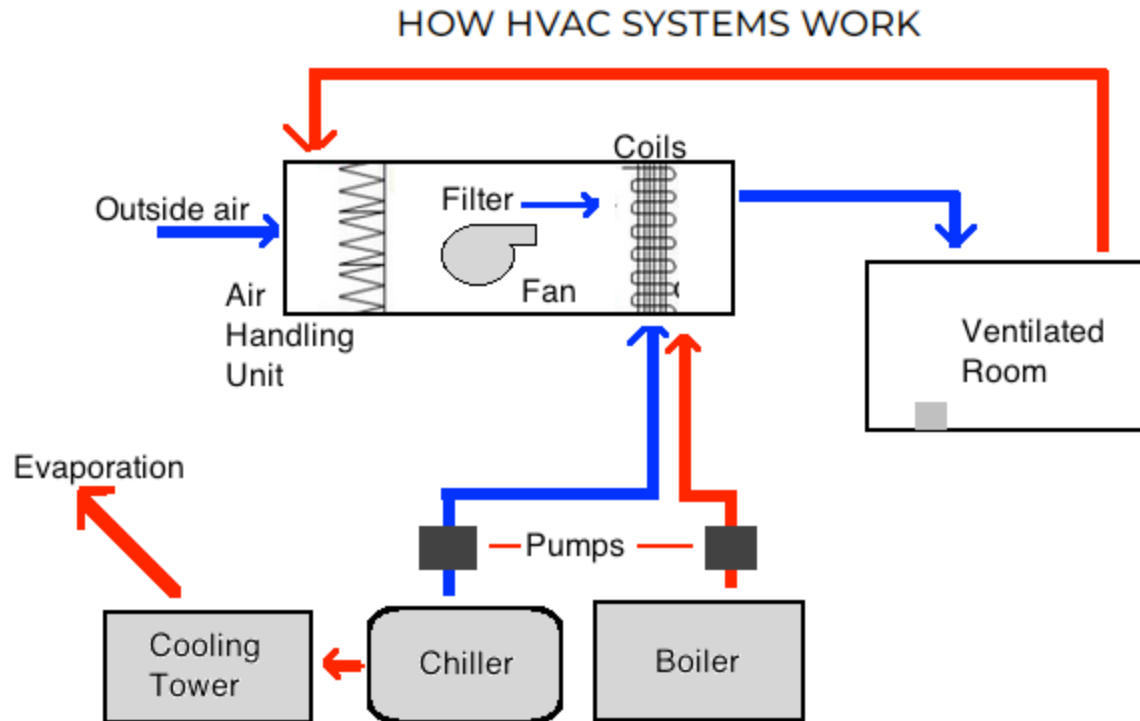 HOW HVAC SYSTEMS WORK
Coils
Outside air
Filter
Fan
Air
Handling
Unit
Ventilated
Room
Evaporation
Pumps
Cooling
Tower
Chiller
Boiler